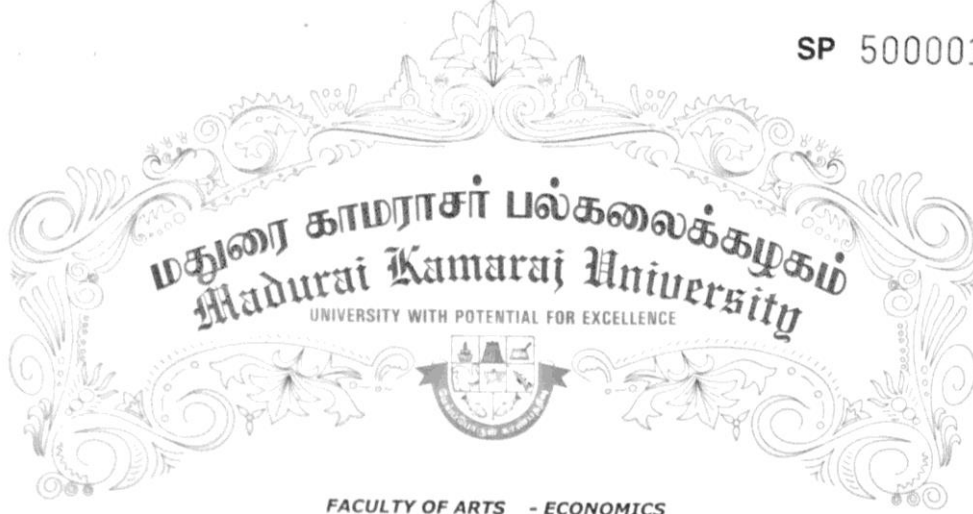 SP 500001
மதுரை காமராசர் பல்கலைக்கழகம்
Madurai Kamaraj University
UNIVERSITY WITH POTENTIAL FOR EXCELLENCE
FACULTY OF ARTS - ECONOMICS